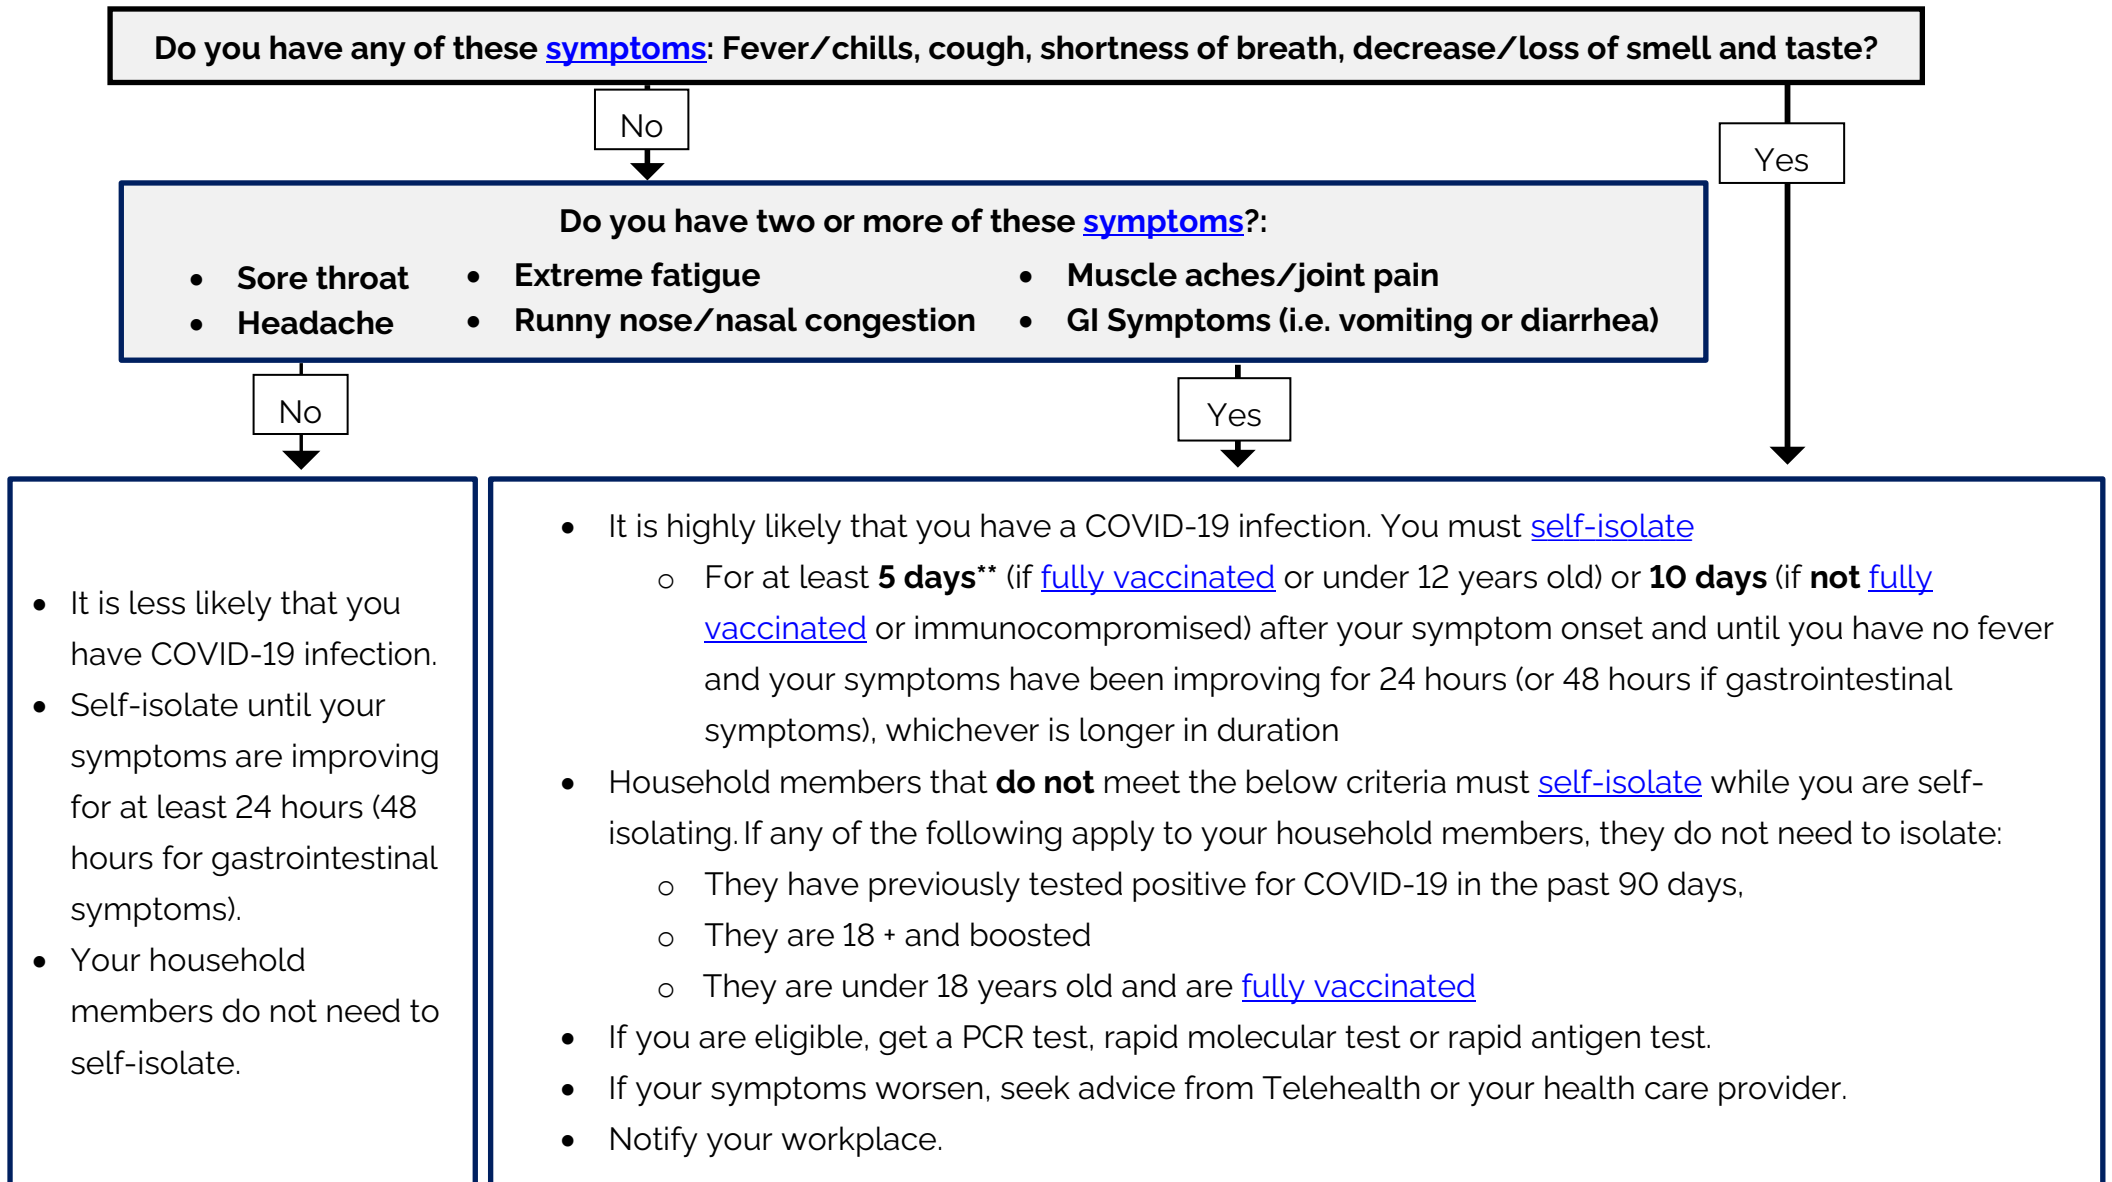 Do you have any of these symptoms: Fever/chills, cough, shortness of breath, decrease/loss of smell and taste?
No
Yes
Do you have two or more of these symptoms?:
• Sore throat
• Headache
• Extreme fatigue
• Runny nose/nasal congestion
• Muscle aches/joint pain
• GI Symptoms (i.e. vomiting or diarrhea)
No
Yes
• It is less likely that you
have COVID-19 infection.
• Self-isolate until your
symptoms are improving
for at least 24 hours (48
hours for gastrointestinal
symptoms).
• Your household
members do not need to
self-isolate.
• It is highly likely that you have a COVID-19 infection. You must self-isolate
o For at least 5 days** (if fully vaccinated or under 12 years old) or 10 days (if not fully
vaccinated or immunocompromised) after your symptom onset and until you have no fever
and your symptoms have been improving for 24 hours (or 48 hours if gastrointestinal
symptoms), whichever is longer in duration
• Household members that do not meet the below criteria must self-isolate while you are self-
isolating. If any of the following apply to your household members, they do not need to isolate:
o They have previously tested positive for COVID-19 in the past 90 days,
o They are 18 + and boosted
o They are under 18 years old and are fully vaccinated
• If you are eligible, get a PCR test, rapid molecular test or rapid antigen test.
• If your symptoms worsen, seek advice from Telehealth or your health care provider.
• Notify your workplace.